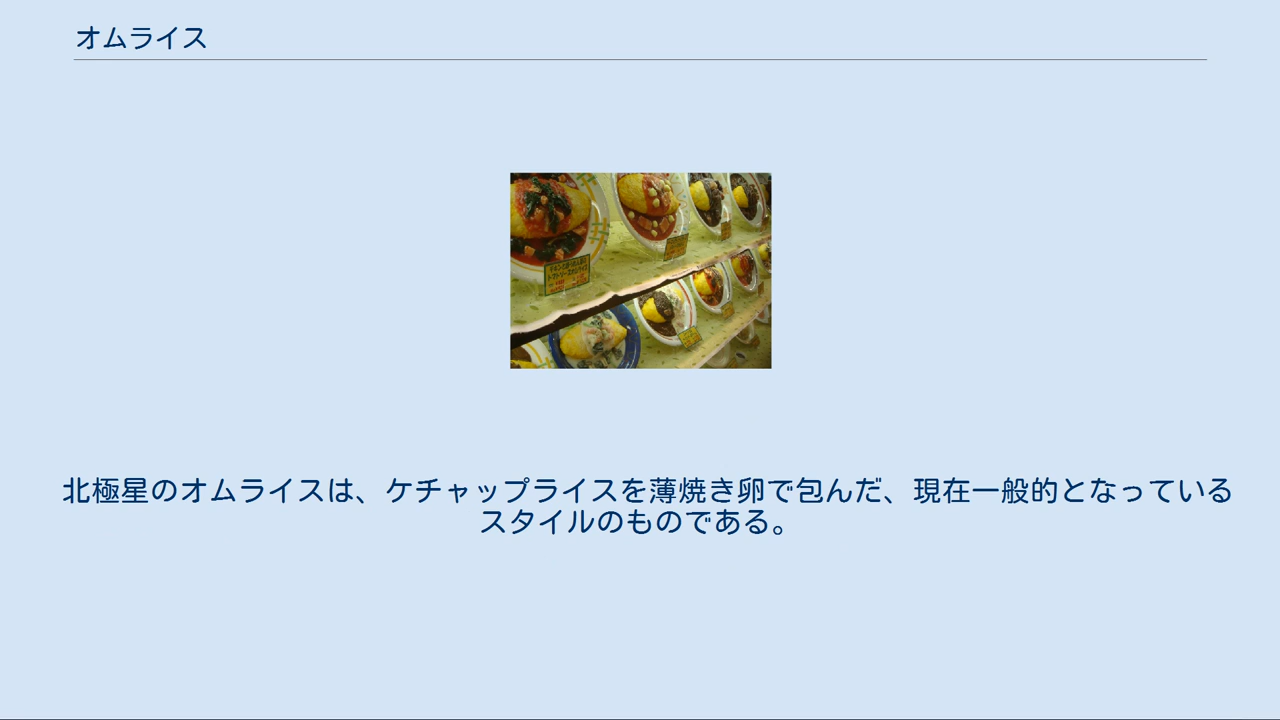 オムライス
北極星のオムライスは、ケチャップライスを薄焼き卵で包んだ、現在一般的となっている
スタイルのものである。